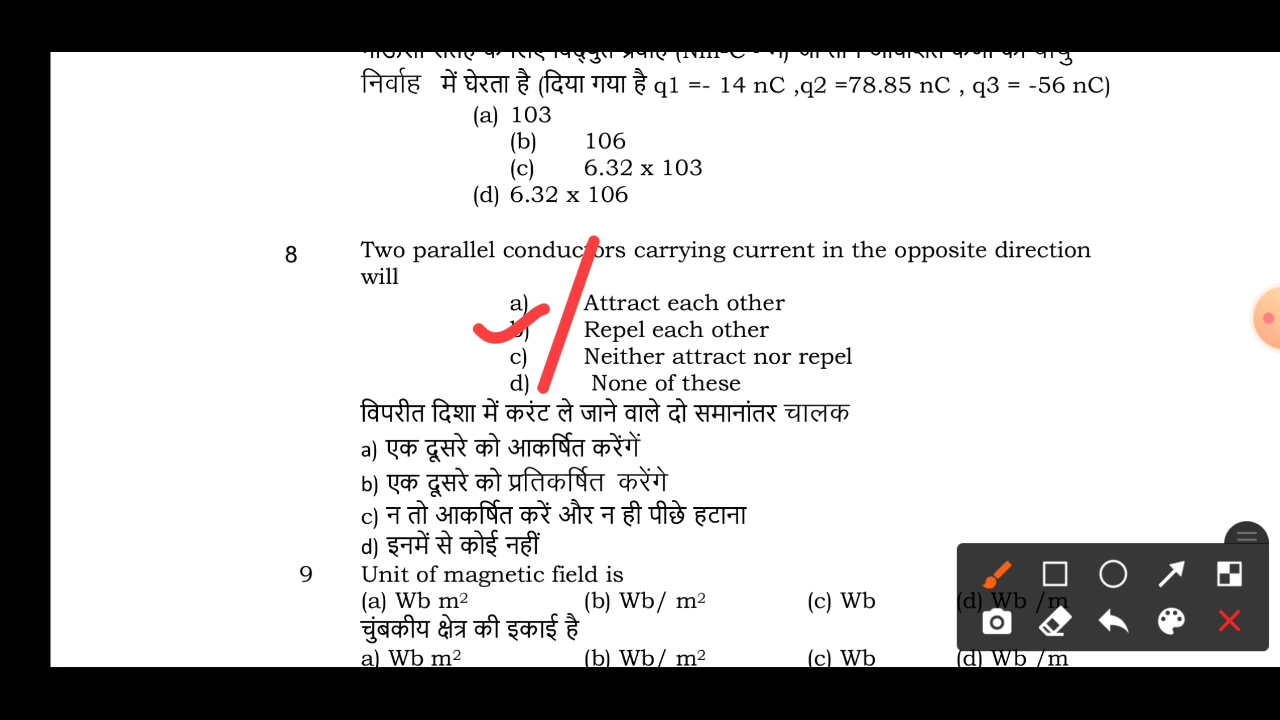 निर्वाह में घेरता है (दिया गया है q1 =- 14 nC ,q2 =78.85 nC , q3 = -56 nC)
(a) 103
(b) 106
(c) 6.32 x 103
(d) 6.32 x 106
8 Two parallel conductors carrying current in the opposite direction
will
a) Attract each other
b) Repel each other
c) Neither attract nor repel
d) None of these
विपरीत दिशा में करंट ले जाने वाले दो समानांतर चालक
a) एक दूसरे को आकर्षित करेंगें
b) एक दूसरे को प्रतिकर्षित करेंगे
c) न तो आकर्षित करें और न ही पीछे हटाना
d) इनमें से कोई नहीं
9 Unit of magnetic field is
(a) Wb m² (b) Wb/ m² (c) Wb (d) Wb /m
चुंबकीय क्षेत्र की इकाई है
a) Wb m² (b) Wb/ m² (c) Wb (d) Wb /m